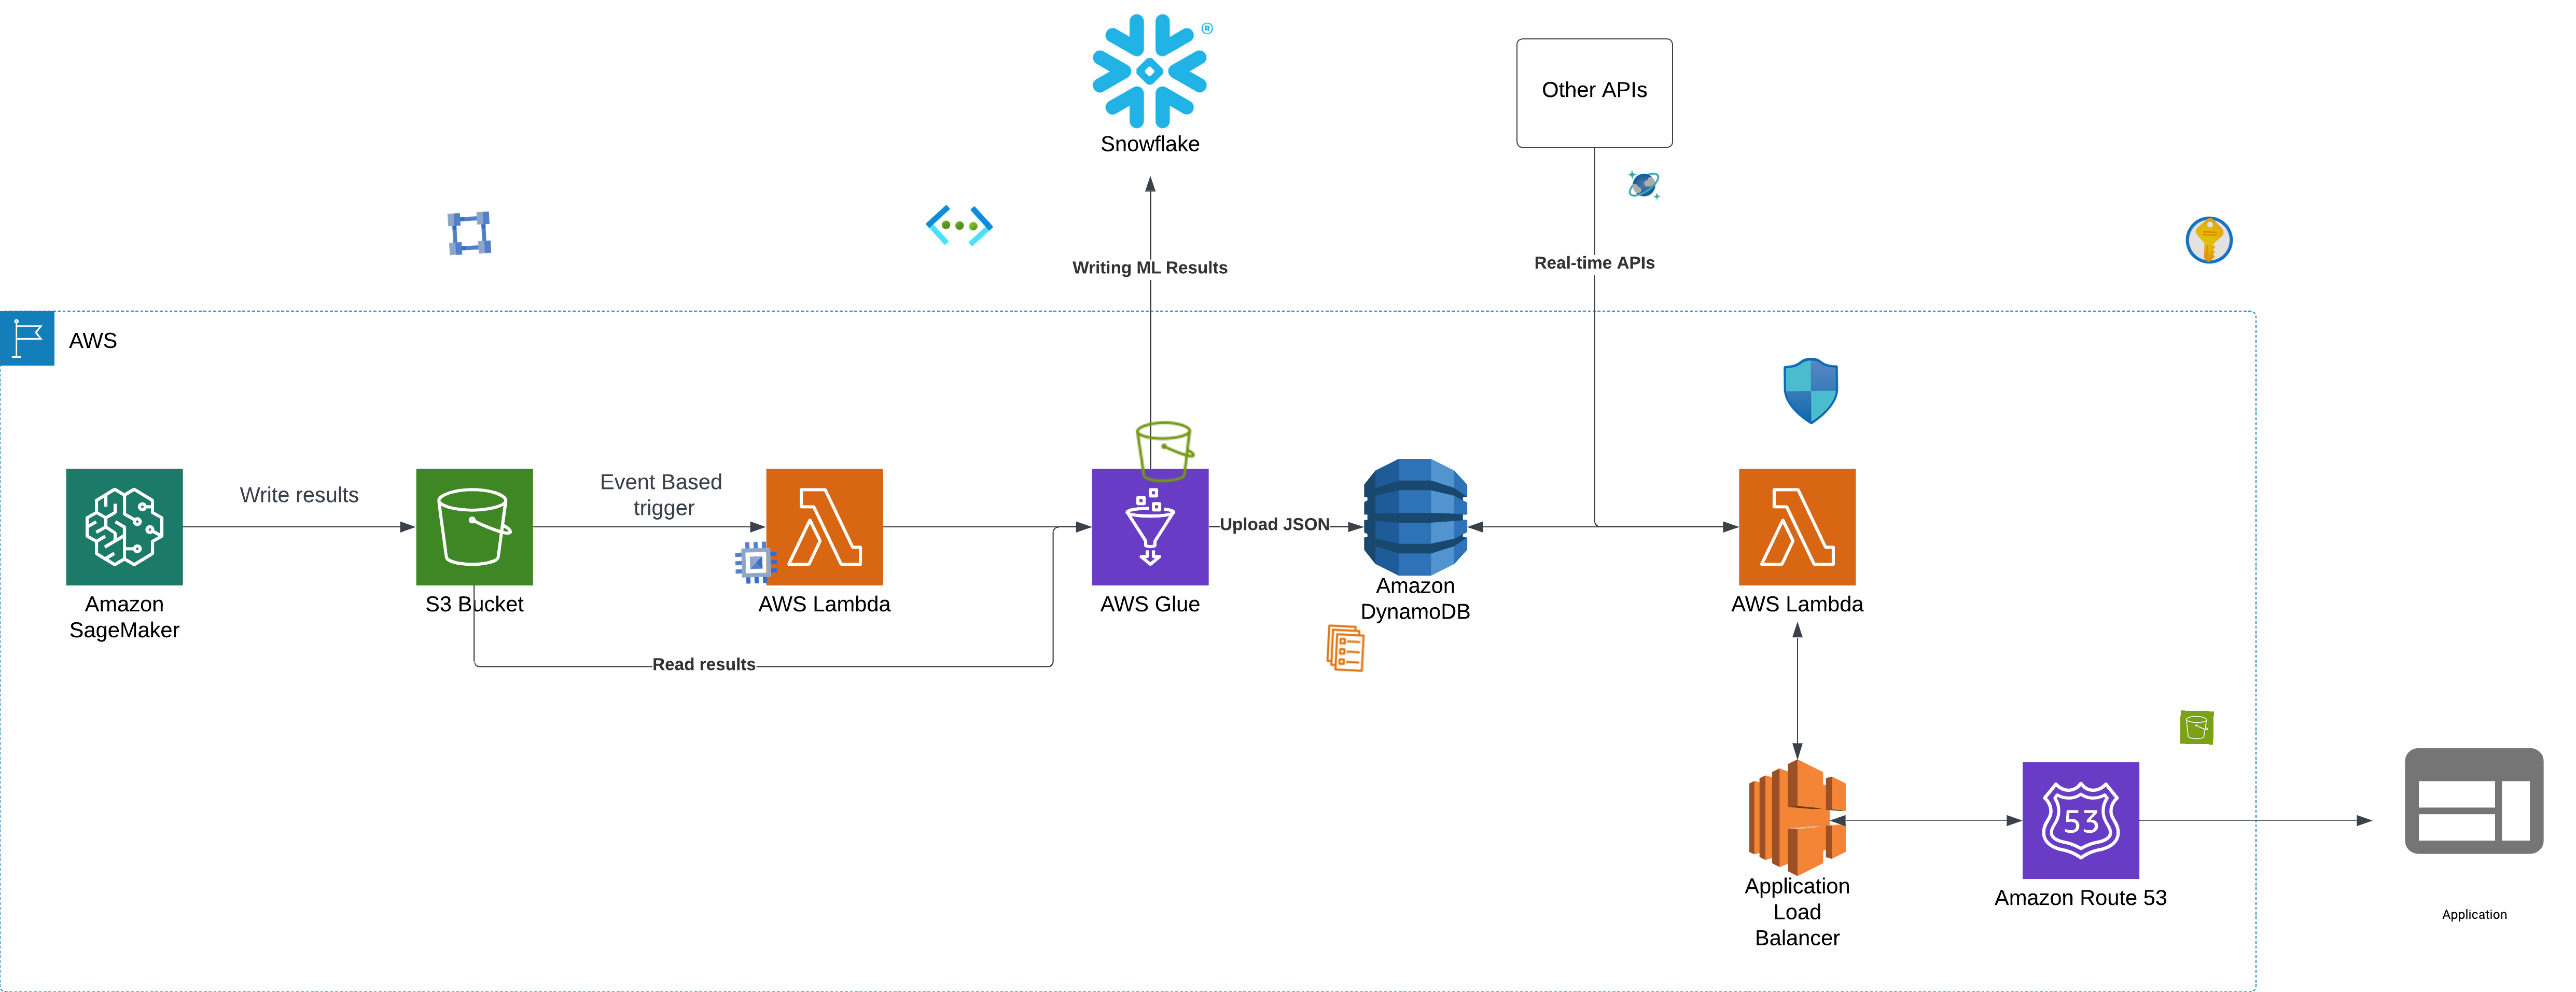 ®
Snowflake
Other APIs
Writing ML Results
Real-time APIs
AWS
Write results
Event Based
trigger
Upload JSON
Amazon
SageMaker
S3 Bucket
AWS Lambda
AWS Glue
Amazon
DynamoDB
AWS Lambda
Read results
53
Application
Load
Balancer
Amazon Route 53
Application